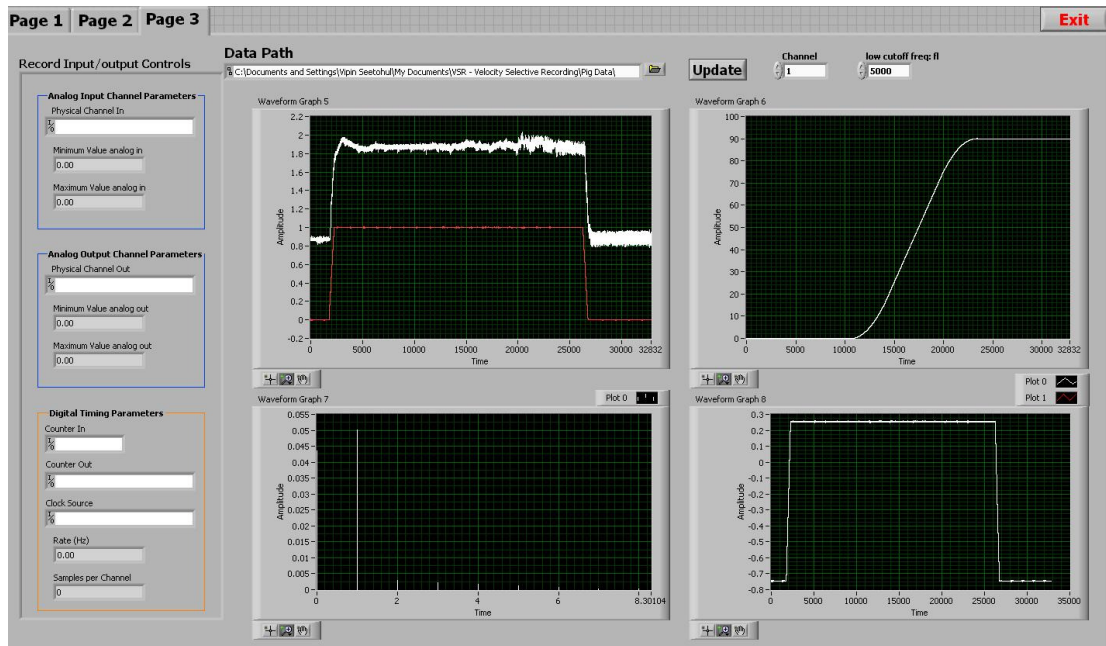 Page 1 Page 2 Page 3
Exit
Record Input/output Controls
Analog Input Channel Parameters
Physical Channel In
Minimum Value analog in
0.00
Maximum Value analog in
0.00
Analog Output Channel Parameters
Physical Channel Out
Minimum Value analog out
0.00
Maximum Value analog out
0.00
Digital Timing Parameters
Counter In
Counter Out
Clock Source
Rate (Hz)
0.00
Samples per Channel
0
Data Path
C:\Documents and Settings\Vipin Seetohul\My Documents\VSR - Velocity Selective Recording\Pig Data\
Update
Channel
1
low cutoff freq: fl
5000
Waveform Graph 5
2.2
2
1.8
1.6
1.4
1.2
1
0.8
0.6
0.4
0.2
0
-0.2
Amplitude
0 5000 10000 15000 20000 25000 30000 32832
Time
Waveform Graph 6
100
90
80
70
60
50
40
30
20
10
0
Amplitude
0 5000 10000 15000 20000 25000 30000 32832
Time
Waveform Graph 7
Plot 0
0.055
0.05
0.045
0.04
0.035
0.03
0.025
0.02
0.015
0.01
0.005
0
Amplitude
0 2 4 6 8.30104
Time
Waveform Graph 8
Plot 0
Plot 1
0.3
0.2
0.1
0
-0.1
-0.2
-0.3
-0.4
-0.5
-0.6
-0.7
-0.8
Amplitude
0 5000 10000 15000 20000 25000 30000 35000
Time